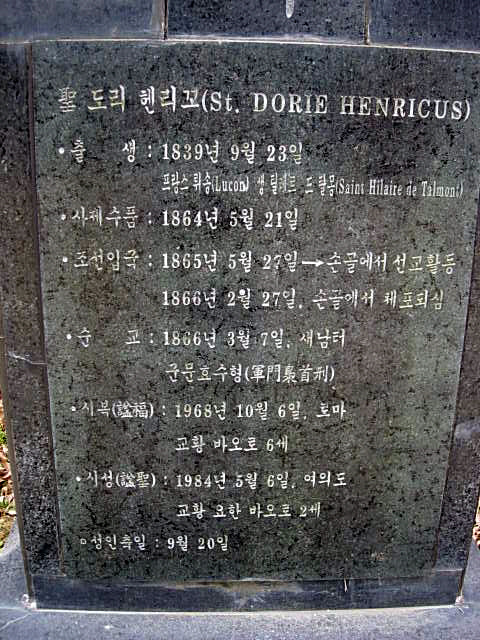 聖 도리 헨리꼬(St. DORIE HENRICUS)
• 출 생 : 1839년 9월 23일
프랑스 뤼송(Lucon) 생 틸레르 드 탈몽(Saint Hilaire de Talmont)
• 사제수품 : 1864년 5월 21일
• 조선입국 : 1865년 5월 27일→손골에서 선교활동
1866년 2월 27일, 손골에서 체포되심
• 순 교 : 1866년 3월 7일, 새남터
군문효수형(軍門梟首刑)
• 시복(諡福) : 1968년 10월 6일, 로마
교황 바오로 6세
• 시성(諡聖) : 1984년 5월 6일, 여의도
교황 요한 바오로 2세
○성인축일 : 9월 20일